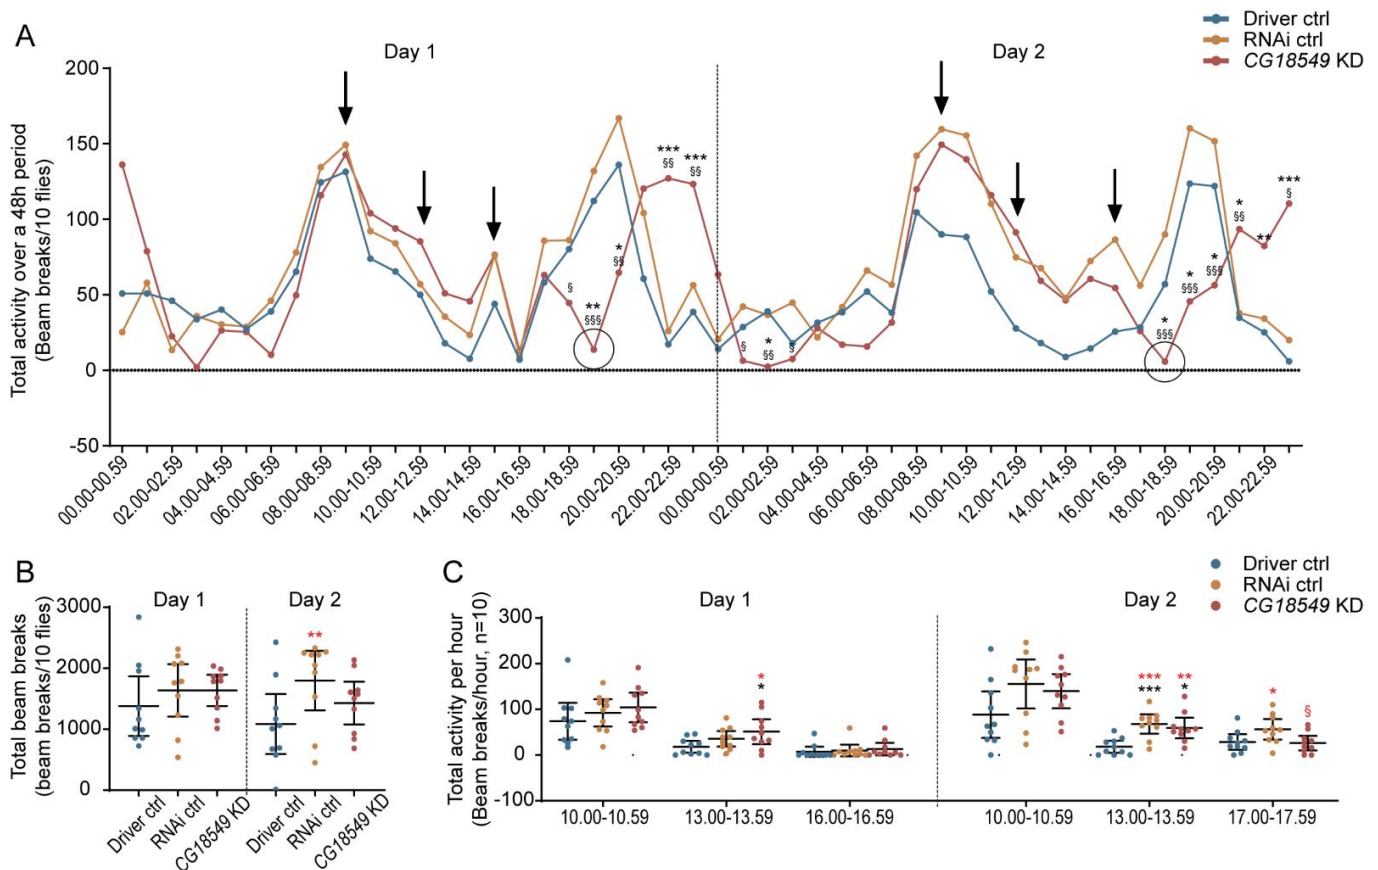 A
Driver ctrl
RNAi ctrl
CG18549 KD
Day 1
Day 2
Total activity over a 48h period
(Beam breaks/10 flies)
200
150
100
50
0
-50
§
**
§§§
*
§§
***
§§
***
§§
§
*
§§
§
*
§§§
*
§§§
*
§§§
*
§§
**
***
§
00.00-00.59
02.00-02.59
04.00-04.59
06.00-06.59
08.00-08.59
10.00-10.59
12.00-12.59
14.00-14.59
16.00-16.59
18.00-18.59
20.00-20.59
22.00-22.59
00.00-00.59
02.00-02.59
04.00-04.59
06.00-06.59
08.00-08.59
10.00-10.59
12.00-12.59
14.00-14.59
16.00-16.59
18.00-18.59
20.00-20.59
22.00-22.59
B
Day 1
Day 2
Total beam breaks
(beam breaks/10 flies)
3000
2000
1000
0
**
Driver ctrl
RNAi ctrl
CG18549 KD
Driver ctrl
RNAi ctrl
CG18549 KD
C
Driver ctrl
RNAi ctrl
CG18549 KD
Day 1
Day 2
Total activity per hour
(Beam breaks/hour, n=10)
300
200
100
0
-100
*
*
***
***
**
*
*
§
10.00-10.59
13.00-13.59
16.00-16.59
10.00-10.59
13.00-13.59
17.00-17.59